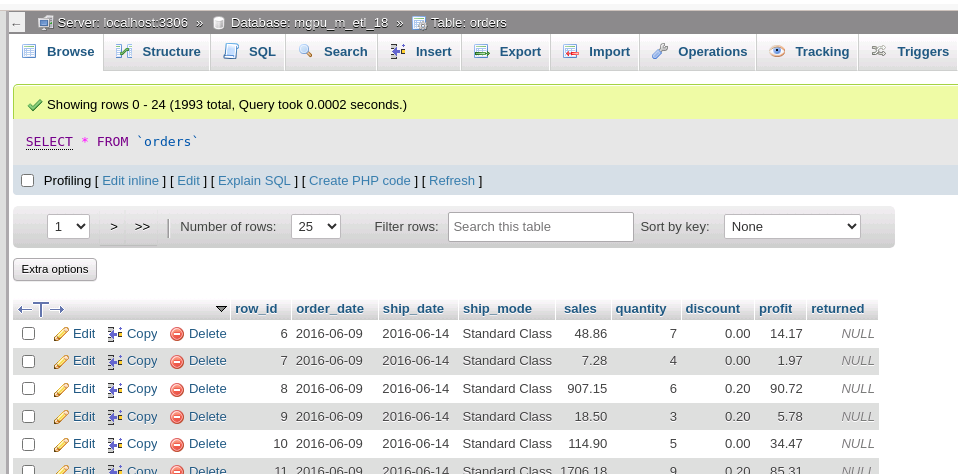 ← Server: localhost:3306 » Database: mgpu_m_etl_18 » Table: orders
Browse Structure SQL Search Insert Export Import Operations Tracking Triggers
Showing rows 0 - 24 (1993 total, Query took 0.0002 seconds.)
SELECT * FROM `orders`
Profiling [ Edit inline ] [ Edit ] [ Explain SQL ] [ Create PHP code ] [ Refresh ]
1 > >> | Number of rows: 25 Filter rows: Search this table Sort by key: None
Extra options
←T→ row_id order_date ship_date ship_mode sales quantity discount profit returned
Edit Copy Delete 6 2016-06-09 2016-06-14 Standard Class 48.86 7 0.00 14.17 NULL
Edit Copy Delete 7 2016-06-09 2016-06-14 Standard Class 7.28 4 0.00 1.97 NULL
Edit Copy Delete 8 2016-06-09 2016-06-14 Standard Class 907.15 6 0.20 90.72 NULL
Edit Copy Delete 9 2016-06-09 2016-06-14 Standard Class 18.50 3 0.20 5.78 NULL
Edit Copy Delete 10 2016-06-09 2016-06-14 Standard Class 114.90 5 0.00 34.47 NULL
Edit Copy Delete 11 2016-06-09 2016-06-14 Standard Class 1706.18 9 0.20 85.31 NULL